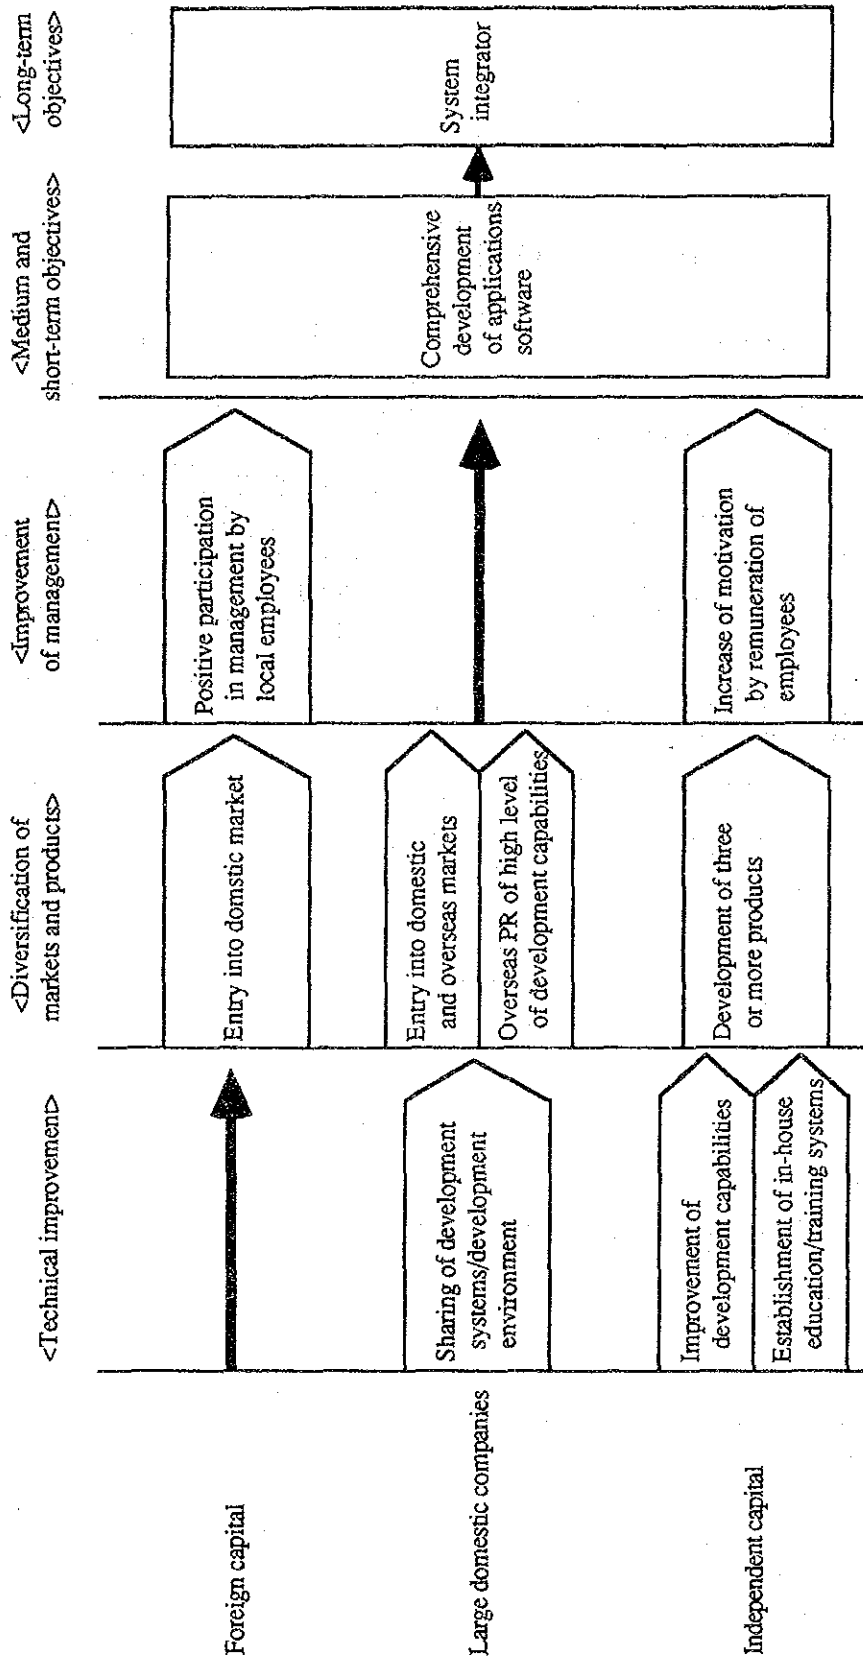 <Technical improvement>
<Diversification of
markets and products>
<Improvement
of management>
<Medium and
short-term objectives>
<Long-term
objectives>
Foreign capital
Entry into domstic market
Positive participation
in management by
local employees
Large domestic companies
Sharing of development
systems/development
environment
Entry into domestic
and overseas markets
Overseas PR of high level
of development capabilities
Comprehensive
development
of applications
software
System
integrator
Independent capital
Improvement of
development capabilities
Establishment of in-house
education/training systems
Development of three
or more products
Increase of motivation
by remuneration of
employees